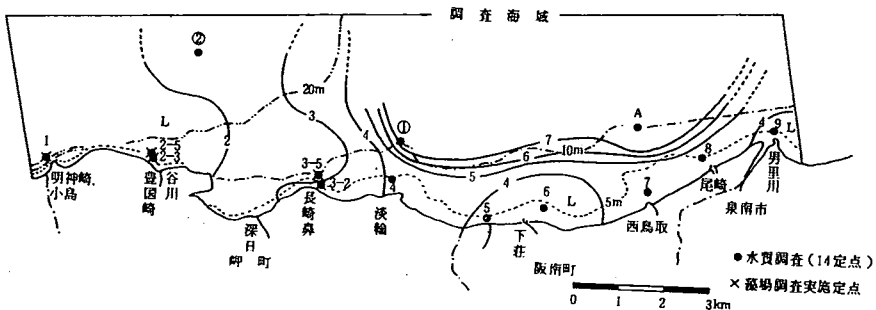 調査海域
②
20m
3
L
2
1
2-5
2-3
3-5
3-2
4
①
A
7
10m
6
5
4
4
9
L
8
7
L
5m
6
5
4
明神崎
小島
豊国崎
谷川
深日
岬町
長崎鼻
淡輪
下荘
阪南町
西鳥取
尾崎
泉南市
男里川
●水質調査(14定点)
×藻場調査実施定点
0 1 2 3km